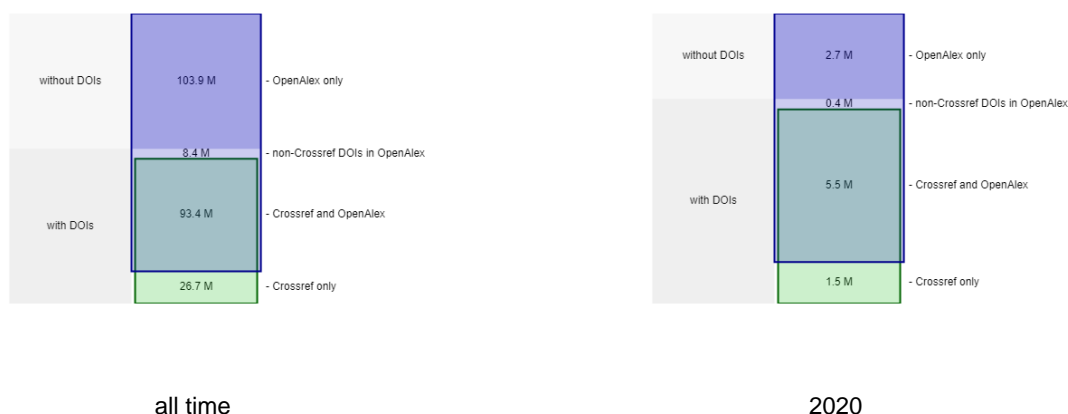 without DOIs
103.9 M
- OpenAlex only
8.4 M
- non-Crossref DOIs in OpenAlex
with DOIs
93.4 M
- Crossref and OpenAlex
26.7 M
- Crossref only
all time
without DOIs
2.7 M
- OpenAlex only
0.4 M
- non-Crossref DOIs in OpenAlex
with DOIs
5.5 M
- Crossref and OpenAlex
1.5 M
- Crossref only
2020